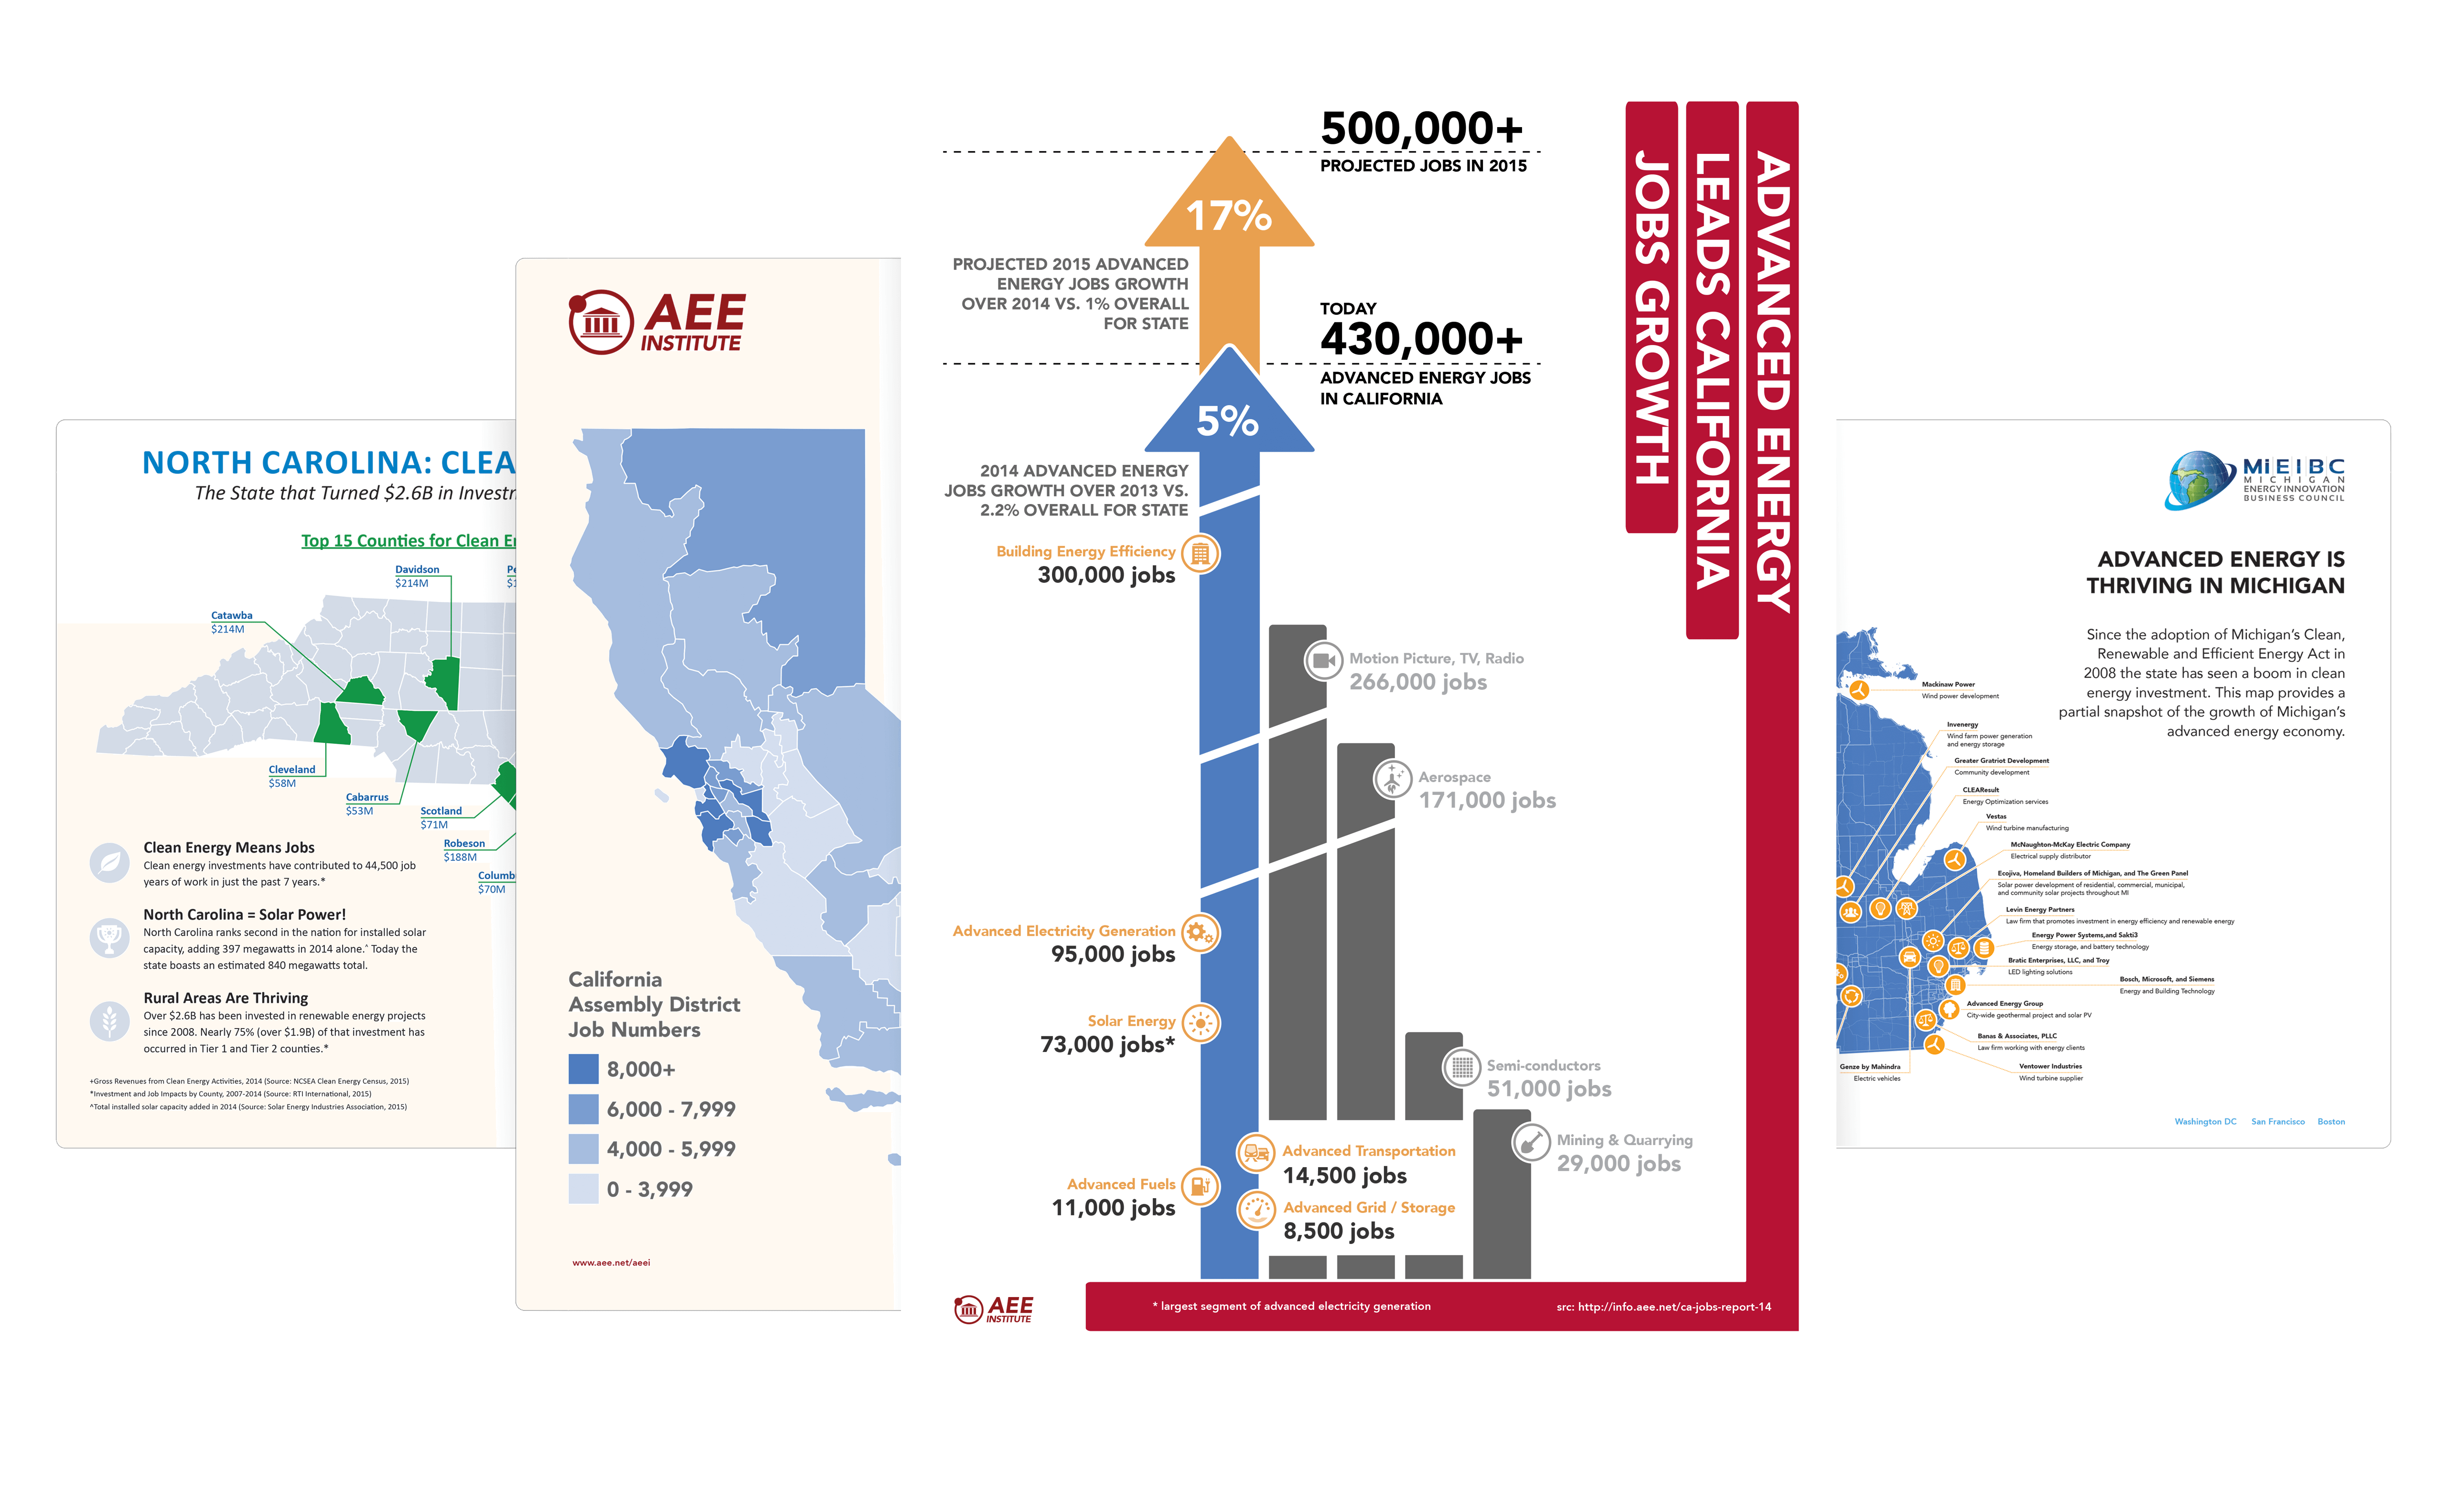 NORTH CAROLINA: CLEA
The State that Turned $2.6B in Investn
Top 15 Counties for Clean En
Davidson
$214M
Pe
$1
Catawba
$214M
Cleveland
$58M
Cabarrus
$53M
Scotland
$71M
Robeson
$188M
Columb
$70M
Clean Energy Means Jobs
Clean energy investments have contributed to 44,500 job
years of work in just the past 7 years.*
North Carolina = Solar Power!
North Carolina ranks second in the nation for installed solar
capacity, adding 397 megawatts in 2014 alone.^ Today the
state boasts an estimated 840 megawatts total.
Rural Areas Are Thriving
Over $2.6B has been invested in renewable energy projects
since 2008. Nearly 75% (over $1.9B) of that investment has
occurred in Tier 1 and Tier 2 counties.*
+Gross Revenues from Clean Energy Activities, 2014 (Source: NCSEA Clean Energy Census, 2015)
*Investment and Job Impacts by County, 2007-2014 (Source: RTI International, 2015)
^Total installed solar capacity added in 2014 (Source: Solar Energy Industries Association, 2015)
AEE
INSTITUTE
California
Assembly District
Job Numbers
8,000+
6,000 - 7,999
4,000 - 5,999
0 - 3,999
www.aee.net/aeei
ADVANCED ENERGY
LEADS CALIFORNIA
JOBS GROWTH
500,000+
PROJECTED JOBS IN 2015
17%
PROJECTED 2015 ADVANCED
ENERGY JOBS GROWTH
OVER 2014 VS. 1% OVERALL
FOR STATE
TODAY
430,000+
ADVANCED ENERGY JOBS
IN CALIFORNIA
5%
2014 ADVANCED ENERGY
JOBS GROWTH OVER 2013 VS.
2.2% OVERALL FOR STATE
Building Energy Efficiency
300,000 jobs
Motion Picture, TV, Radio
266,000 jobs
Aerospace
171,000 jobs
Advanced Electricity Generation
95,000 jobs
Solar Energy
73,000 jobs*
Semi-conductors
51,000 jobs
Mining & Quarrying
29,000 jobs
Advanced Transportation
14,500 jobs
Advanced Fuels
11,000 jobs
Advanced Grid / Storage
8,500 jobs
AEE
INSTITUTE
* largest segment of advanced electricity generation
src: http://info.aee.net/ca-jobs-report-14
MiEIBC
MICHIGAN
ENERGY INNOVATION
BUSINESS COUNCIL
ADVANCED ENERGY IS
THRIVING IN MICHIGAN
Since the adoption of Michigan's Clean,
Renewable and Efficient Energy Act in
2008 the state has seen a boom in clean
energy investment. This map provides a
partial snapshot of the growth of Michigan's
advanced energy economy.
Mackinaw Power
Wind power development
Invenergy
Wind farm power generation
and energy storage
Greater Gratriot Development
Community development
CLEAResult
Energy Optimization services
Vestas
Wind turbine manufacturing
McNaughton-McKay Electric Company
Electrical supply distributor
Ecojiva, Homeland Builders of Michigan, and The Green Panel
Solar power development of residential, commercial, municipal,
and community solar projects throughout MI
Levin Energy Partners
Law firm that promotes investment in energy efficiency and renewable energy
Energy Power Systems,and Sakti3
Energy storage, and battery technology
Bratic Enterprises, LLC, and Troy
LED lighting solutions
Bosch, Microsoft, and Siemens
Energy and Building Technology
Advanced Energy Group
City-wide geothermal project and solar PV
Banas & Associates, PLLC
Law firm working with energy clients
Genze by Mahindra
Electric vehicles
Ventower Industries
Wind turbine supplier
Washington DC San Francisco Boston